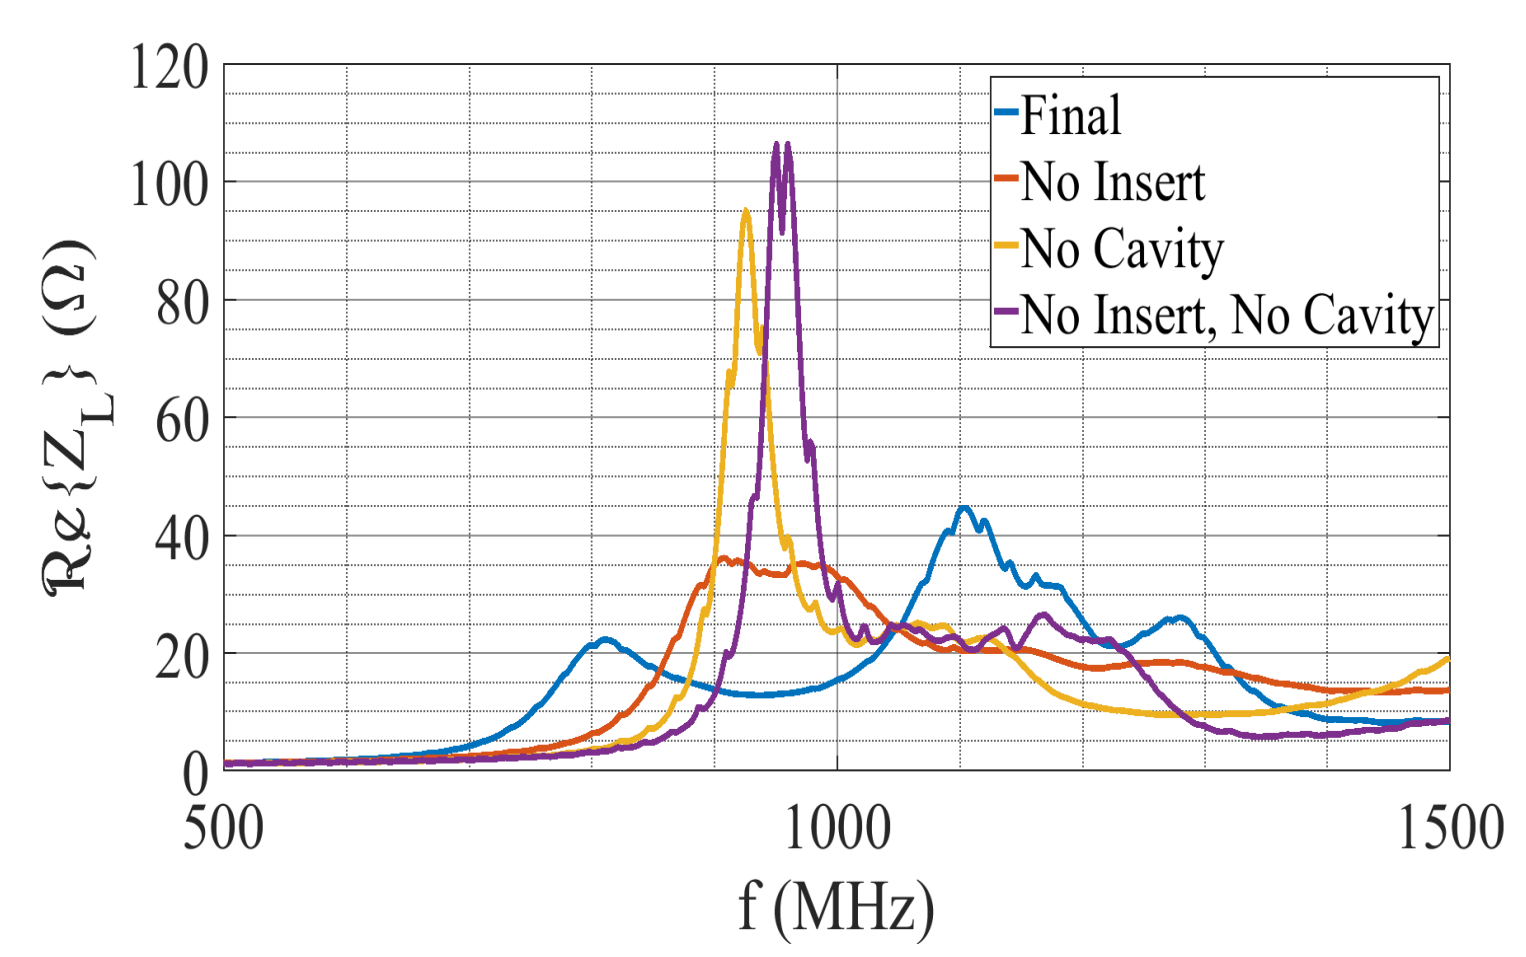 120
100
80
60
40
20
0
500
1000
1500
f (MHz)
ℜe{Z_L} (Ω)
Final
No Insert
No Cavity
No Insert, No Cavity